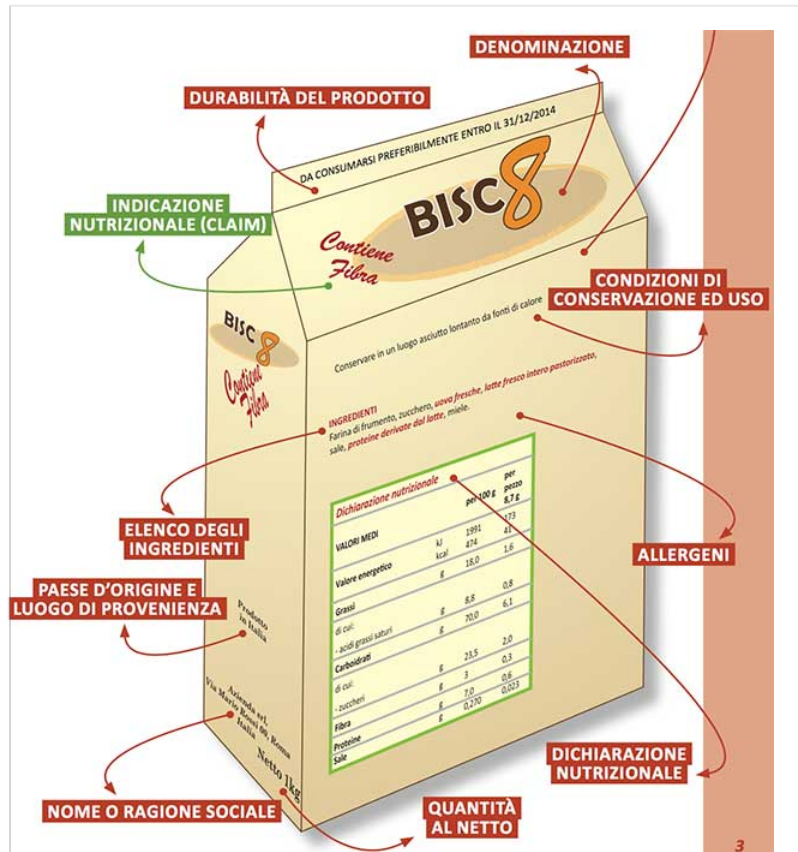 DENOMINAZIONE
DURABILITÀ DEL PRODOTTO
DA CONSUMARSI PREFERIBILMENTE ENTRO IL 31/12/2014
INDICAZIONE
NUTRIZIONALE (CLAIM)
BISC8
Contiene
Fibra
CONDIZIONI DI
CONSERVAZIONE ED USO
BISC 8
Contiene
Fibra
Conservare in un luogo asciutto lontanto da fonti di calore
INGREDIENTI
Farina di frumento, zucchero, uova fresche, latte fresco intero pastorizzato,
sale, proteine derivate dal latte, miele.
Dichiarazione nutrizionale
VALORI MEDI per 100 g per pezzo 8,7 g
Valore energetico kJ 1991 173
kcal 474 41
Grassi g 18,0 1,6
di cui:
- acidi grassi saturi g 8,8 0,8
Carboidrati g 70,0 6,1
di cui:
- zuccheri g 23,5 2,0
Fibra g 3 0,3
Proteine g 7,0 0,6
Sale g 0,270 0,023
ELENCO DEGLI
INGREDIENTI
ALLERGENI
PAESE D'ORIGINE E
LUOGO DI PROVENIENZA
Prodotto
in Italia
Azienda srl.
Via Mario Rossi 00, Roma
Italia
Netto 1kg
DICHIARAZIONE
NUTRIZIONALE
NOME O RAGIONE SOCIALE
QUANTITÀ
AL NETTO
3